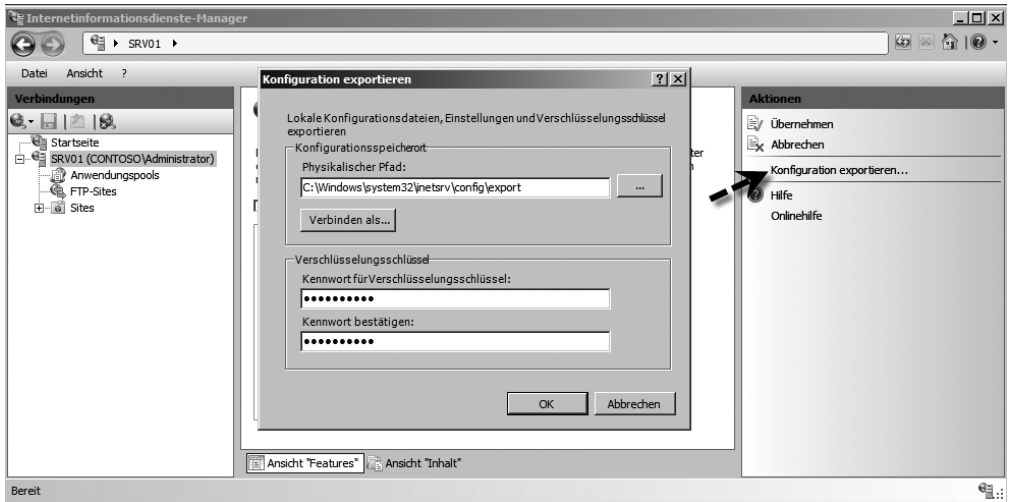 Internetinformationsdienste-Manager
SRV01
Datei Ansicht ?
Verbindungen
Startseite
SRV01 (CONTOSO\Administrator)
Anwendungspools
FTP-Sites
Sites
Konfiguration exportieren
Lokale Konfigurationsdateien, Einstellungen und Verschlüsselungsschlüssel
exportieren
Konfigurationsspeicherort
Physikalischer Pfad:
C:\Windows\system32\inetsrv\config\export
...
Verbinden als...
Verschlüsselungsschlüssel
Kennwort für Verschlüsselungsschlüssel:
Kennwort bestätigen:
OK Abbrechen
Ansicht "Features" Ansicht "Inhalt"
Aktionen
Übernehmen
Abbrechen
Konfiguration exportieren...
Hilfe
Onlinehilfe
Bereit